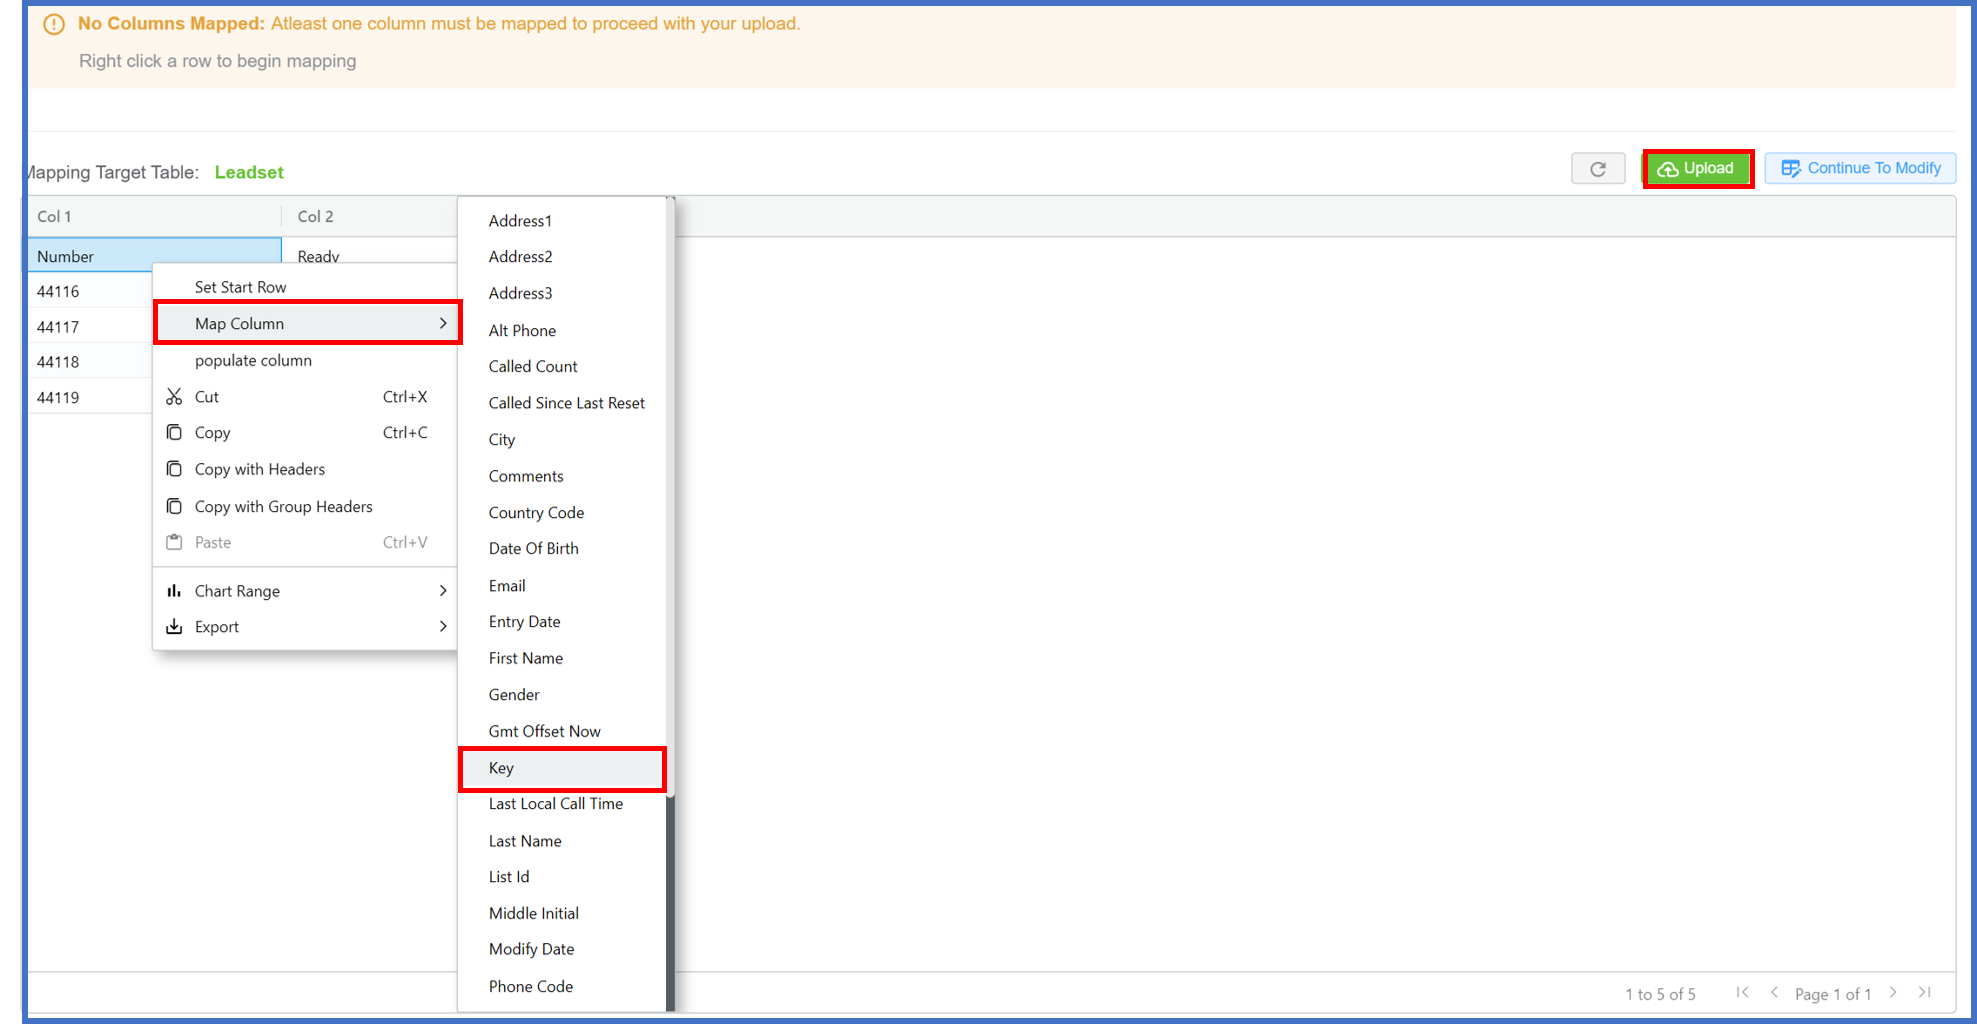 No Columns Mapped: Atleast one column must be mapped to proceed with your upload.
Right click a row to begin mapping
Mapping Target Table: Leadset
Upload
Continue To Modify
Col 1
Col 2
Number
Ready
44116
44117
44118
44119
Set Start Row
Map Column
populate column
Cut Ctrl+X
Copy Ctrl+C
Copy with Headers
Copy with Group Headers
Paste Ctrl+V
Chart Range
Export
Address1
Address2
Address3
Alt Phone
Called Count
Called Since Last Reset
City
Comments
Country Code
Date Of Birth
Email
Entry Date
First Name
Gender
Gmt Offset Now
Key
Last Local Call Time
Last Name
List Id
Middle Initial
Modify Date
Phone Code
1 to 5 of 5
Page 1 of 1